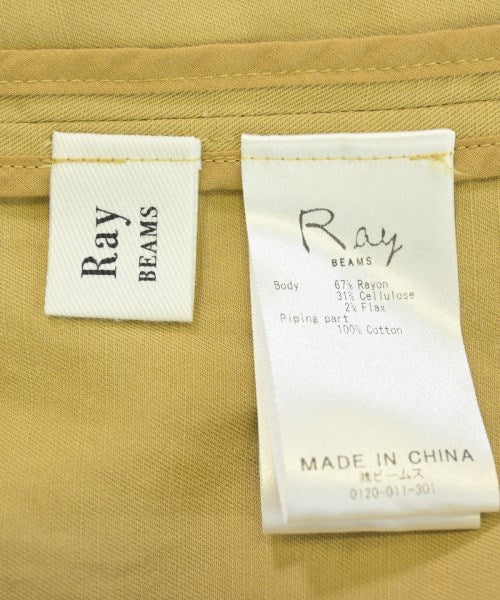 Ray
BEAMS
Ray
BEAMS
Body 67% Rayon
31% Cellulose
2% Flax
Piping part
100% Cotton
MADE IN CHINA
㈱ビームス
0120-011-301